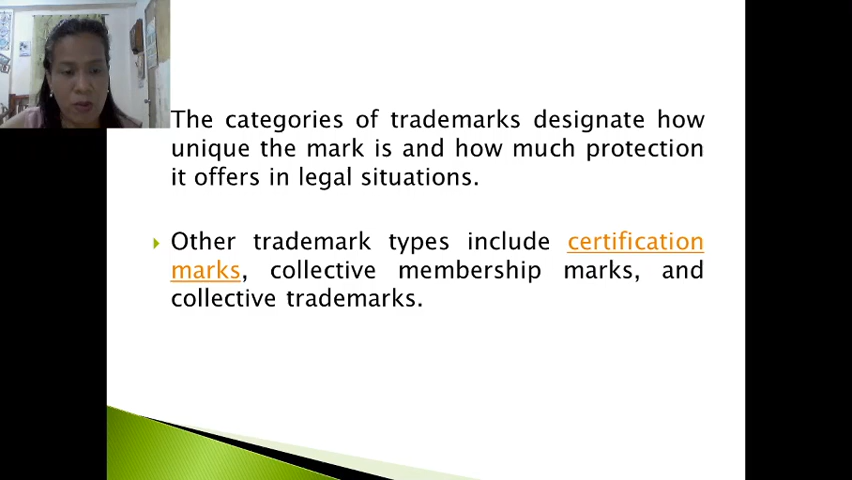 The categories of trademarks designate how
unique the mark is and how much protection
it offers in legal situations.
Other trademark types include certification
marks, collective membership marks, and
collective trademarks.